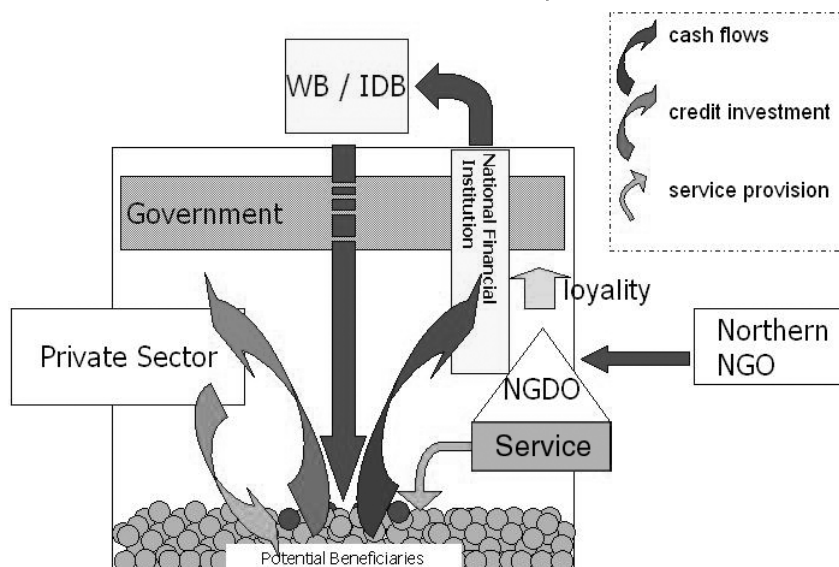 cash flows
WB / IDB
credit investment
National Financial
Institution
service provision
Government
loyality
Northern
NGO
Private Sector
NGDO
Service
Potential Beneficiaries